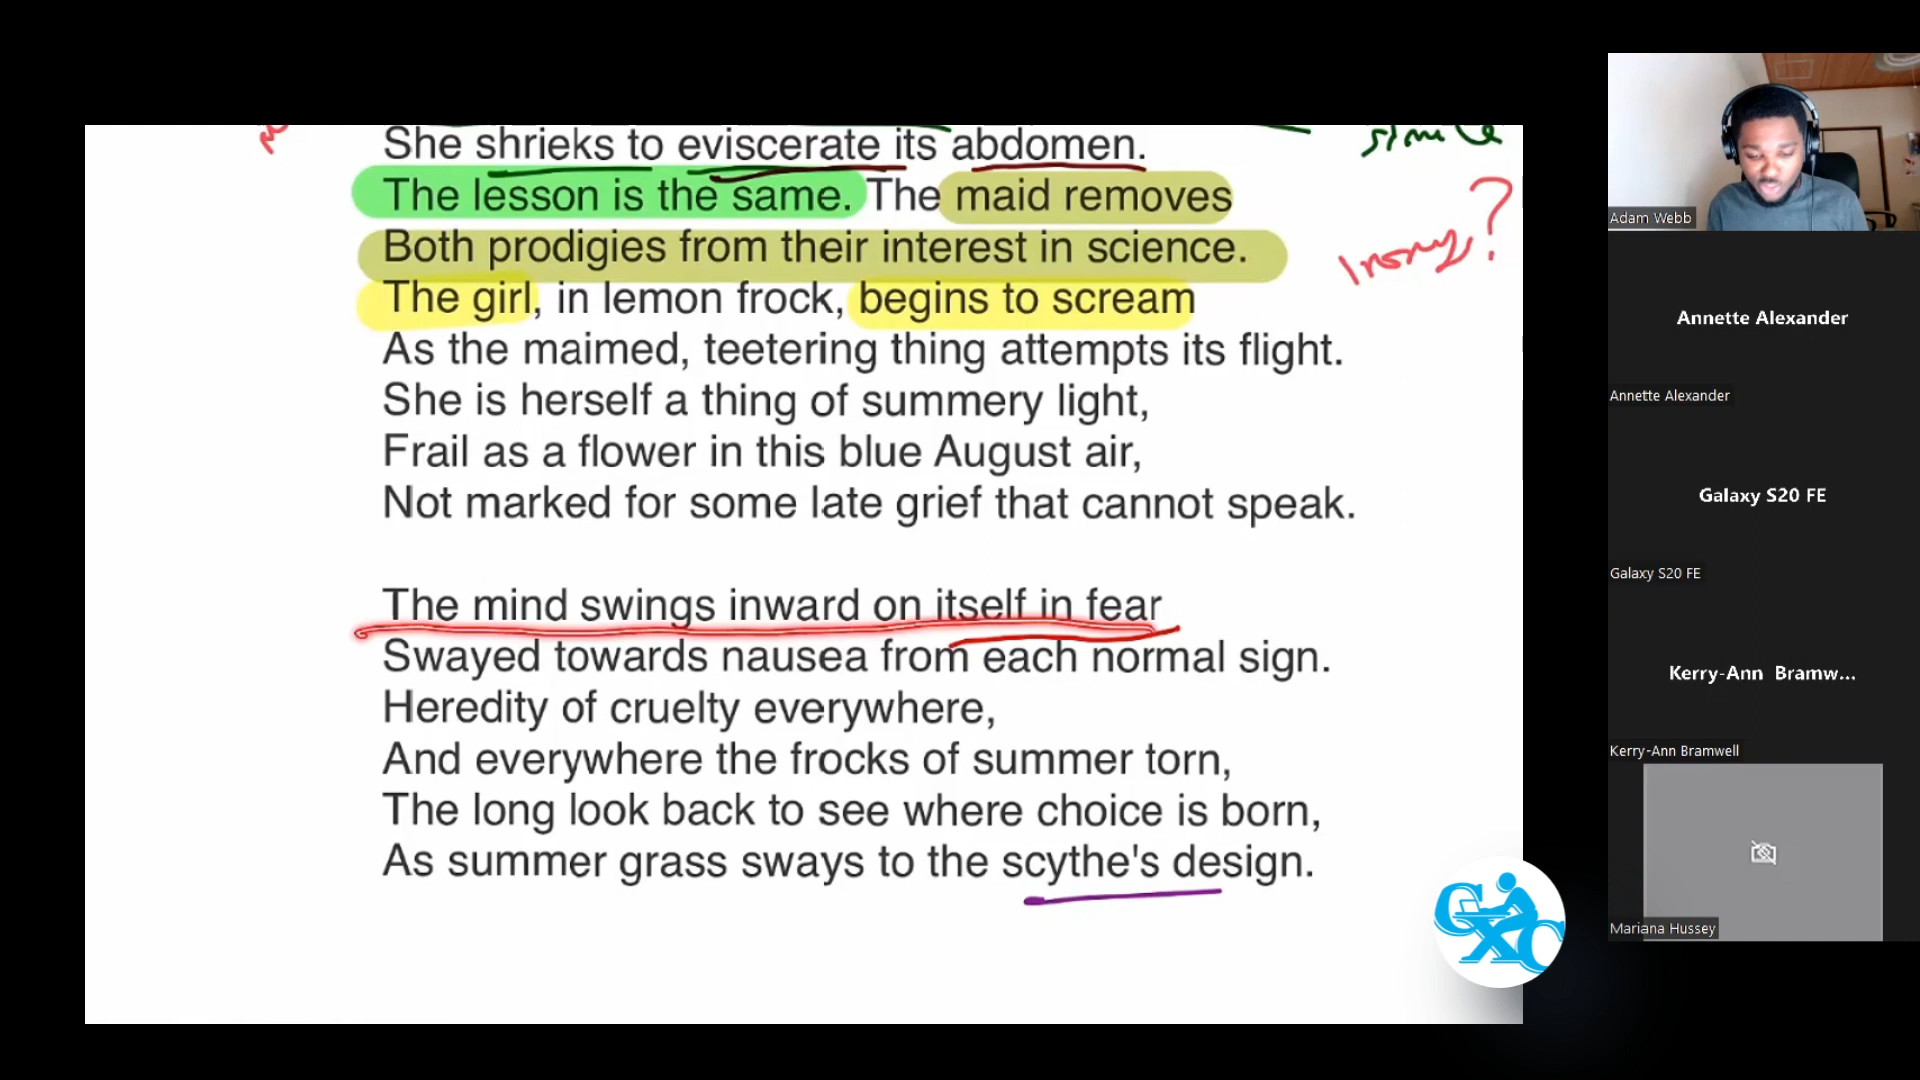 She shrieks to eviscerate its abdomen.
The lesson is the same. The maid removes
Both prodigies from their interest in science.
The girl, in lemon frock, begins to scream
As the maimed, teetering thing attempts its flight.
She is herself a thing of summery light,
Frail as a flower in this blue August air,
Not marked for some late grief that cannot speak.
The mind swings inward on itself in fear
Swayed towards nausea from each normal sign.
Heredity of cruelty everywhere,
And everywhere the frocks of summer torn,
The long look back to see where choice is born,
As summer grass sways to the scythe's design.
Irony?
CXC
Adam Webb
Annette Alexander
Annette Alexander
Galaxy S20 FE
Galaxy S20 FE
Kerry-Ann Bramw...
Kerry-Ann Bramwell
Mariana Hussey